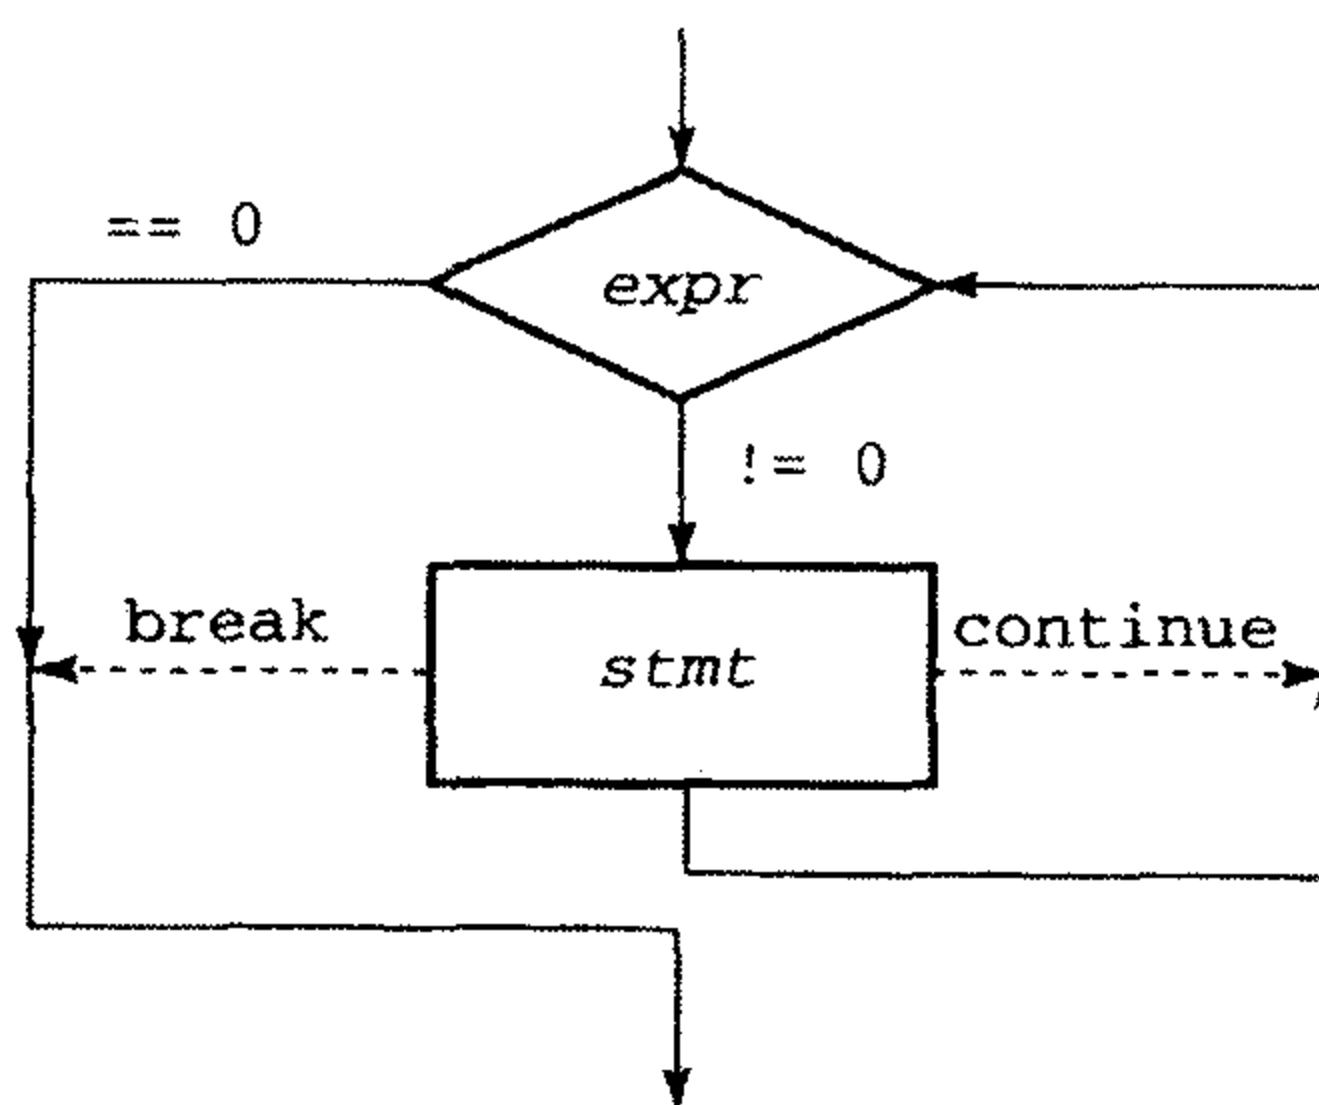 == 0
expr
!= 0
break
stmt
continue